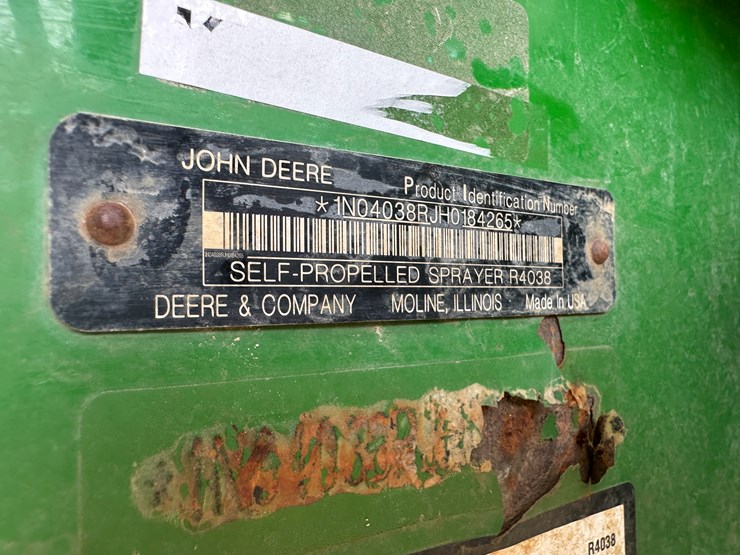 JOHN DEERE
Product Identification Number
*1N04038RJH0184265*
SELF-PROPELLED SPRAYER R4038
DEERE & COMPANY MOLINE, ILLINOIS Made In USA
R4038